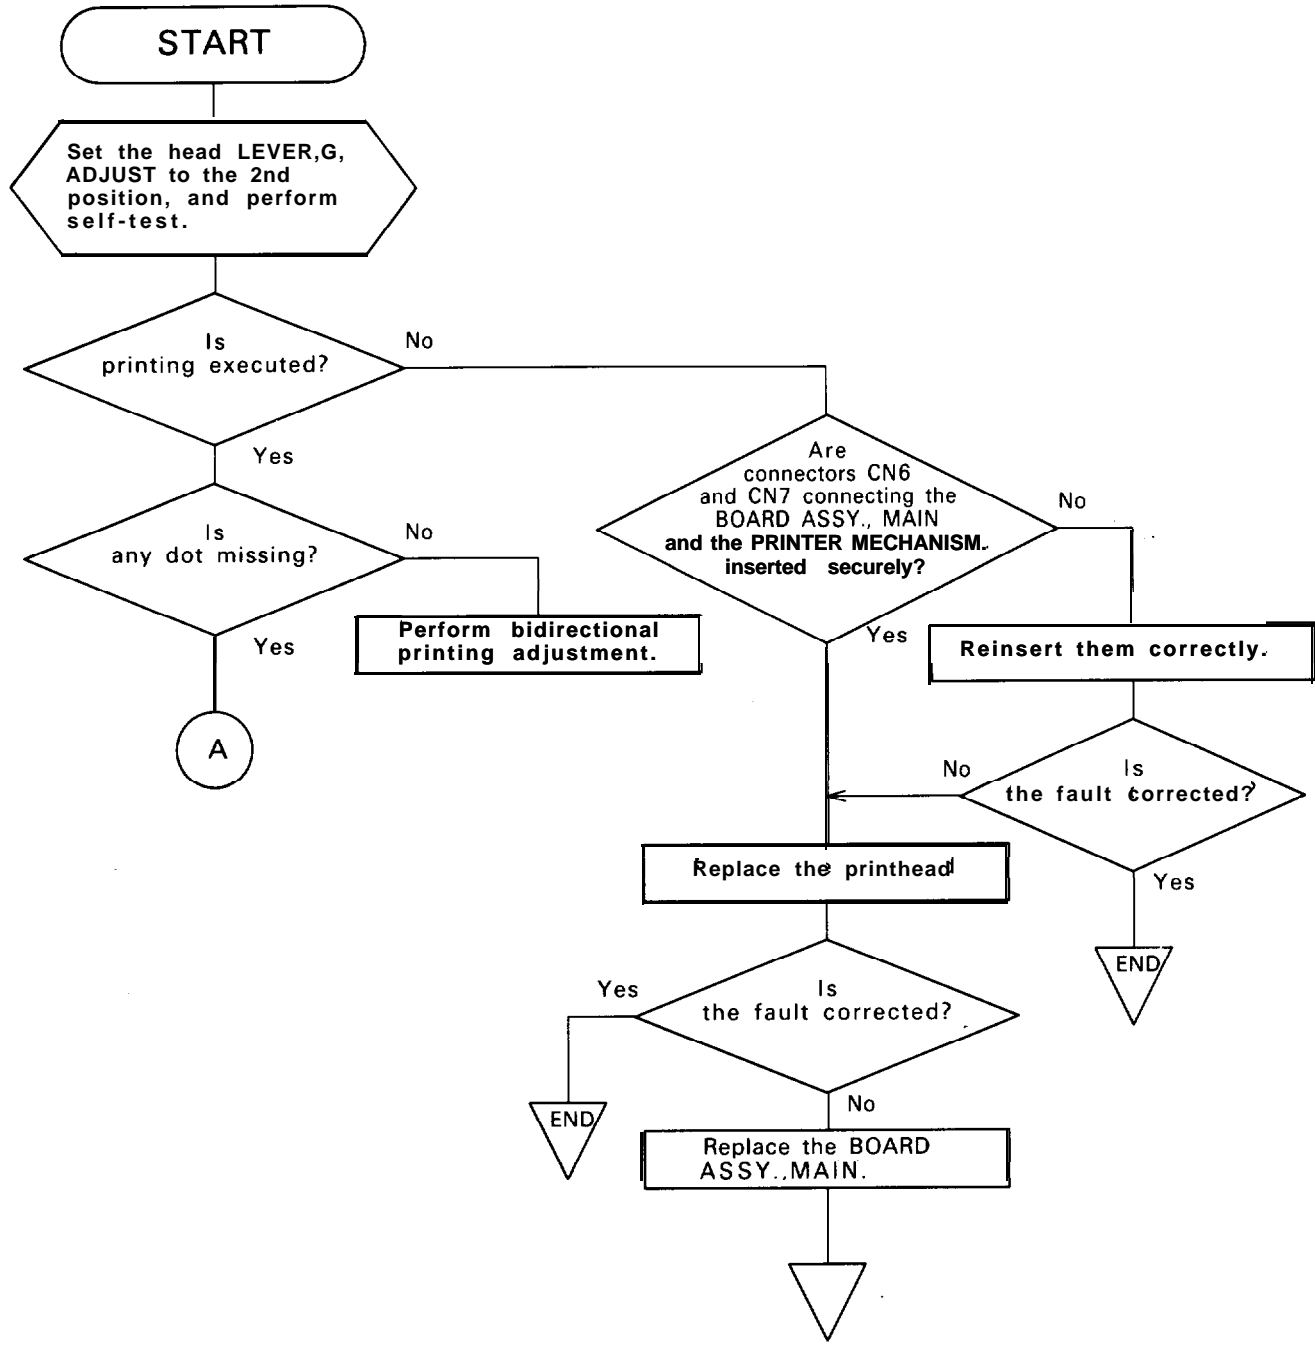 START
Set the head LEVER,G,
ADJUST to the 2nd
position, and perform
self-test.
Is
printing executed?
No
Yes
Is
any dot missing?
No
Yes
Perform bidirectional
printing adjustment.
A
Are
connectors CN6
and CN7 connecting the
BOARD ASSY., MAIN
and the PRINTER MECHANISM.
inserted securely?
No
Yes
Reinsert them correctly.
Is
the fault corrected?
No
Yes
END
Replace the printhead
Is
the fault corrected?
Yes
END
No
Replace the BOARD
ASSY.,MAIN.